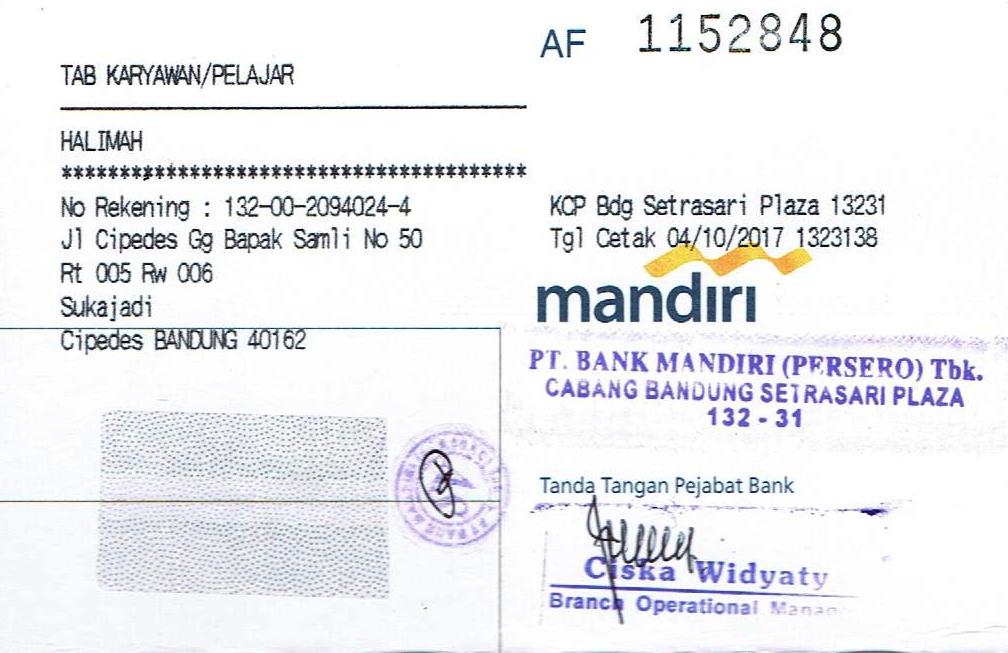 AF 1152848
TAB KARYAWAN/PELAJAR
HALIMAH
****************************************
No Rekening : 132-00-2094024-4
Jl Cipedes Gg Bapak Samli No 50
Rt 005 Rw 006
Sukajadi
Cipedes BANDUNG 40162
KCP Bdg Setrasari Plaza 13231
Tgl Cetak 04/10/2017 1323138
mandiri
PT. BANK MANDIRI (PERSERO) Tbk.
CABANG BANDUNG SETRASARI PLAZA
132 - 31
Tanda Tangan Pejabat Bank
Ciska Widyaty
Branch Operational